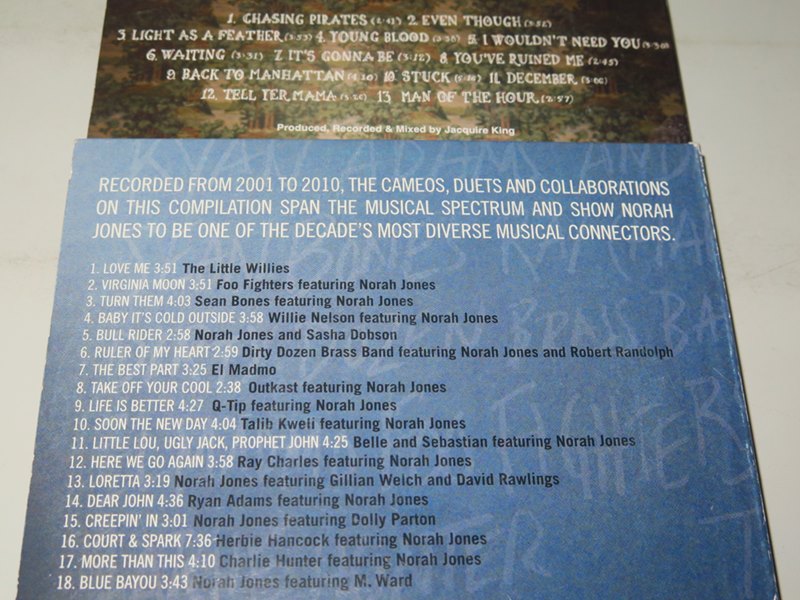 1. CHASING PIRATES (2:41) 2. EVEN THOUGH (3:52)
3. LIGHT AS A FEATHER (3:53) 4. YOUNG BLOOD (3:38) 5. I WOULDN'T NEED YOU (3:30)
6. WAITING (3:31) 7. IT'S GONNA BE (3:12) 8. YOU'VE RUINED ME (2:45)
9. BACK TO MANHATTAN (4:10) 10. STUCK (5:16) 11. DECEMBER (3:06)
12. TELL YER MAMA (3:26) 13. MAN OF THE HOUR (2:57)
Produced, Recorded & Mixed by Jacquire King
RYAN ADAMS AND
RECORDED FROM 2001 TO 2010, THE CAMEOS, DUETS AND COLLABORATIONS
ON THIS COMPILATION SPAN THE MUSICAL SPECTRUM AND SHOW NORAH
JONES TO BE ONE OF THE DECADE'S MOST DIVERSE MUSICAL CONNECTORS.
1. LOVE ME 3:51 The Little Willies
2. VIRGINIA MOON 3:51 Foo Fighters featuring Norah Jones
3. TURN THEM 4:03 Sean Bones featuring Norah Jones
4. BABY IT'S COLD OUTSIDE 3:58 Willie Nelson featuring Norah Jones
5. BULL RIDER 2:58 Norah Jones and Sasha Dobson
6. RULER OF MY HEART 2:59 Dirty Dozen Brass Band featuring Norah Jones and Robert Randolph
7. THE BEST PART 3:25 El Madmo
8. TAKE OFF YOUR COOL 2:38 Outkast featuring Norah Jones
9. LIFE IS BETTER 4:27 Q-Tip featuring Norah Jones
10. SOON THE NEW DAY 4:04 Talib Kweli featuring Norah Jones
11. LITTLE LOU, UGLY JACK, PROPHET JOHN 4:25 Belle and Sebastian featuring Norah Jones
12. HERE WE GO AGAIN 3:58 Ray Charles featuring Norah Jones
13. LORETTA 3:19 Norah Jones featuring Gillian Welch and David Rawlings
14. DEAR JOHN 4:36 Ryan Adams featuring Norah Jones
15. CREEPIN' IN 3:01 Norah Jones featuring Dolly Parton
16. COURT & SPARK 7:36 Herbie Hancock featuring Norah Jones
17. MORE THAN THIS 4:10 Charlie Hunter featuring Norah Jones
18. BLUE BAYOU 3:43 Norah Jones featuring M. Ward